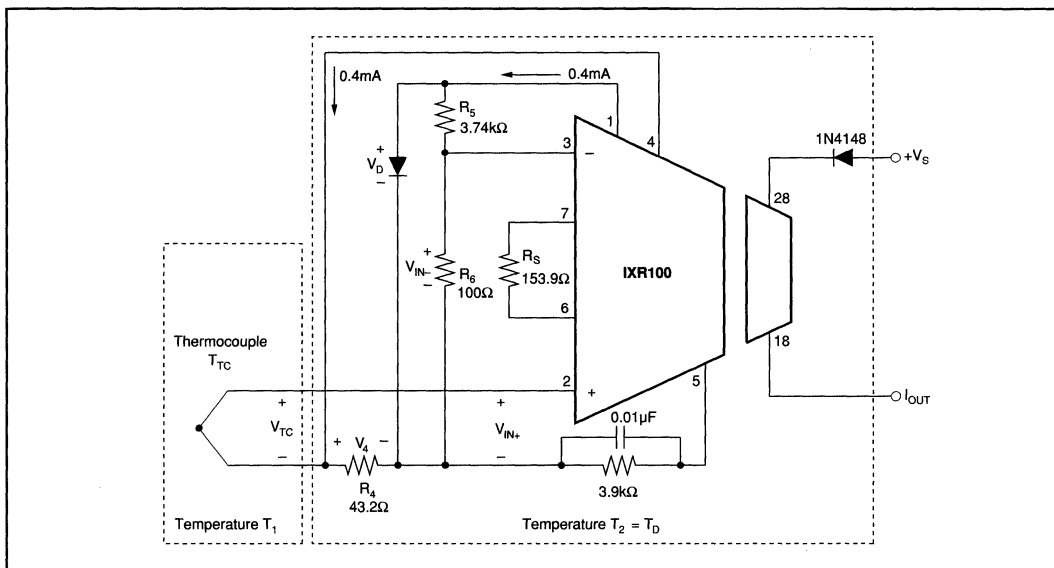 0.4mA
0.4mA
R5
3.74kΩ
1
4
1N4148
+VS
3
−
+
VD
−
28
7
+
VIN−
−
R6
100Ω
RS
153.9Ω
IXR100
6
18
Thermocouple
TTC
2
+
5
IOUT
+
VTC
−
+
VIN+
−
0.01µF
+ V4 −
R4
43.2Ω
3.9kΩ
Temperature T1
Temperature T2 = TD